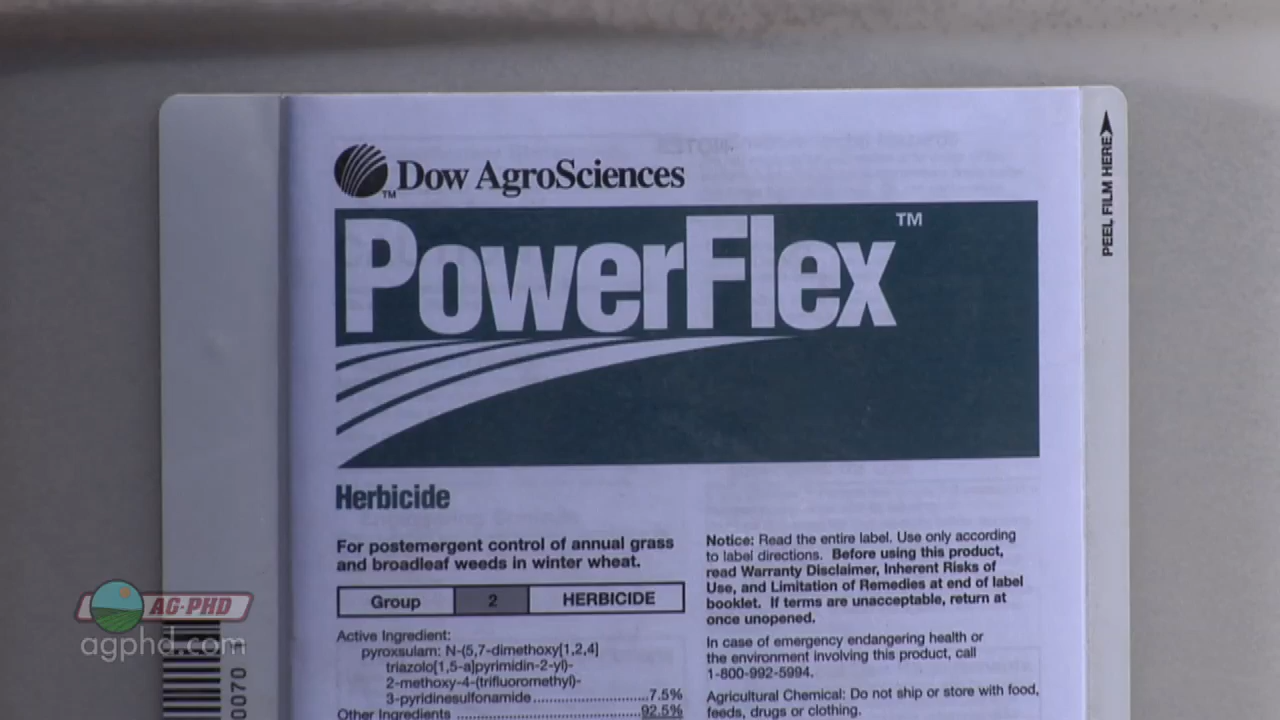 Dow AgroSciences
TM
PowerFlex™
Herbicide
For postemergent control of annual grass
and broadleaf weeds in winter wheat.
Group 2 HERBICIDE
Active Ingredient:
pyroxsulam: N-(5,7-dimethoxy[1,2,4]
triazolo[1,5-a]pyrimidin-2-yl)-
2-methoxy-4-(trifluoromethyl)-
3-pyridinesulfonamide..............................7.5%
Other Ingredients ..............................92.5%
Notice: Read the entire label. Use only according
to label directions. Before using this product,
read Warranty Disclaimer, Inherent Risks of
Use, and Limitation of Remedies at end of label
booklet. If terms are unacceptable, return at
once unopened.
In case of emergency endangering health or
the environment involving this product, call
1-800-992-5994.
Agricultural Chemical: Do not ship or store with food,
feeds, drugs or clothing.
PEEL FILM HERE
AG-PHD
agphd.com
0070